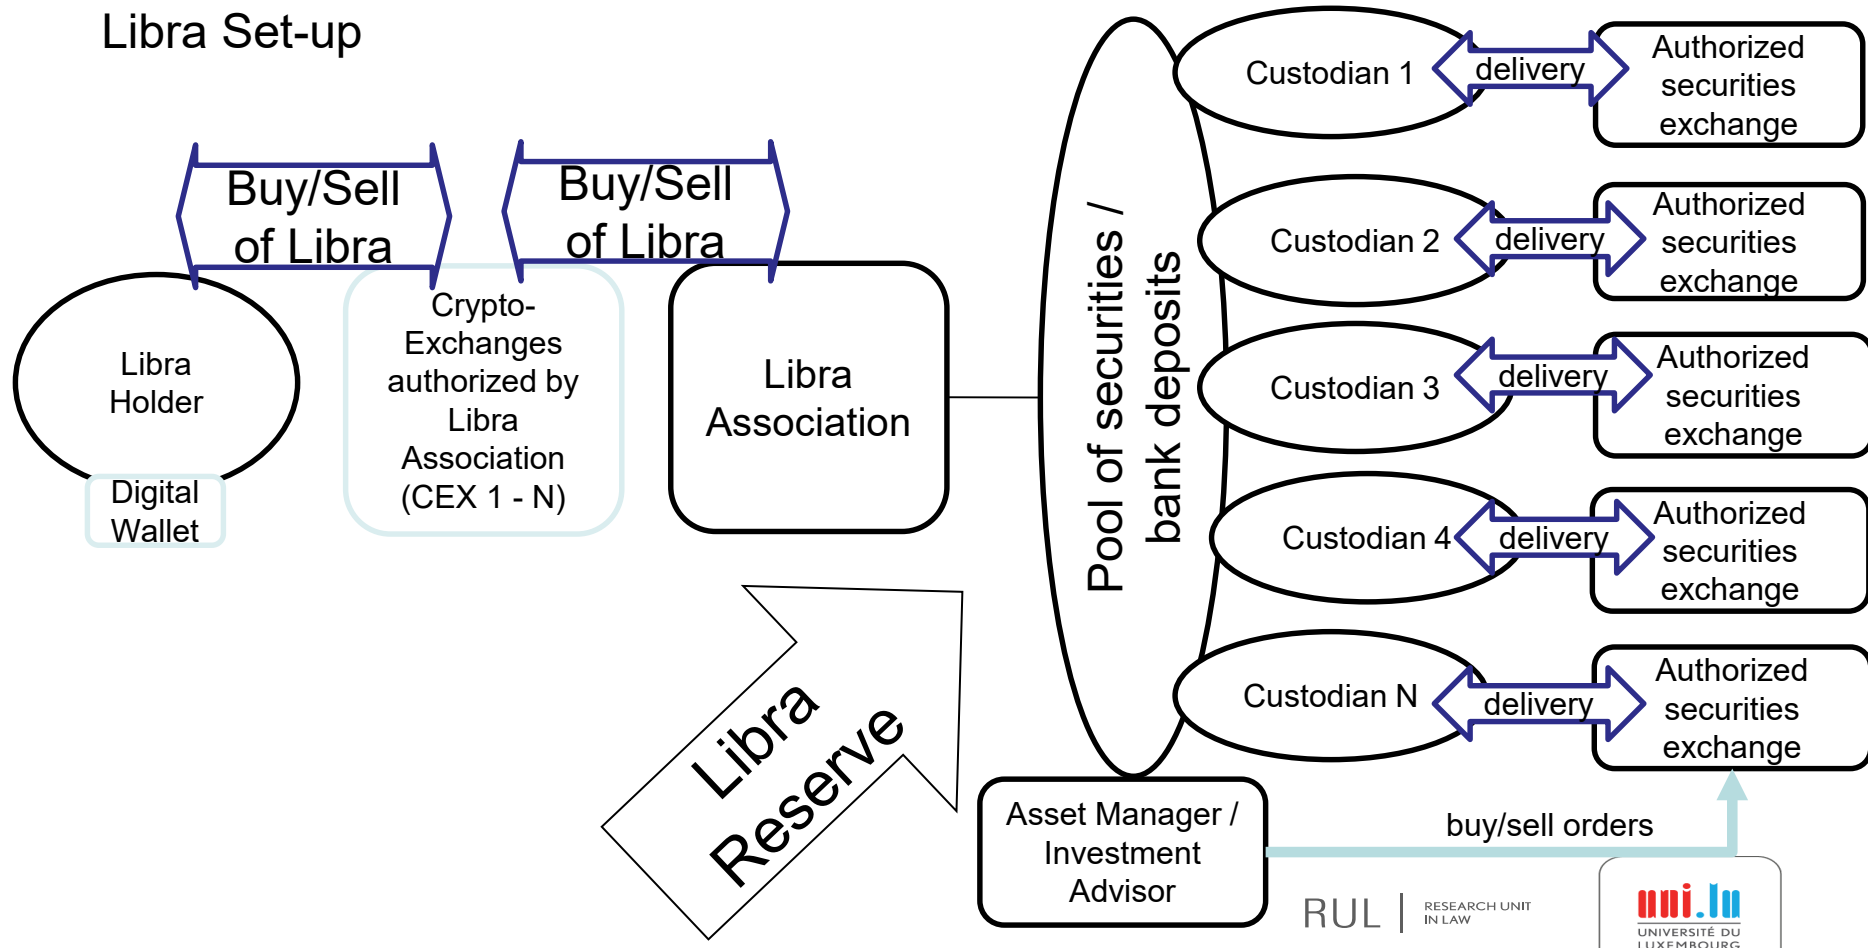 Libra Set-up
Buy/Sell
of Libra
Buy/Sell
of Libra
Libra
Holder
Digital
Wallet
Crypto-
Exchanges
authorized by
Libra
Association
(CEX 1 - N)
Libra
Association
Pool of securities /
bank deposits
Custodian 1
delivery
Authorized
securities
exchange
Custodian 2
delivery
Authorized
securities
exchange
Custodian 3
delivery
Authorized
securities
exchange
Custodian 4
delivery
Authorized
securities
exchange
Custodian N
delivery
Authorized
securities
exchange
Libra
Reserve
Asset Manager /
Investment
Advisor
buy/sell orders
RUL
RESEARCH UNIT
IN LAW
uni.lu
UNIVERSITÉ DU
LUXEMBOURG